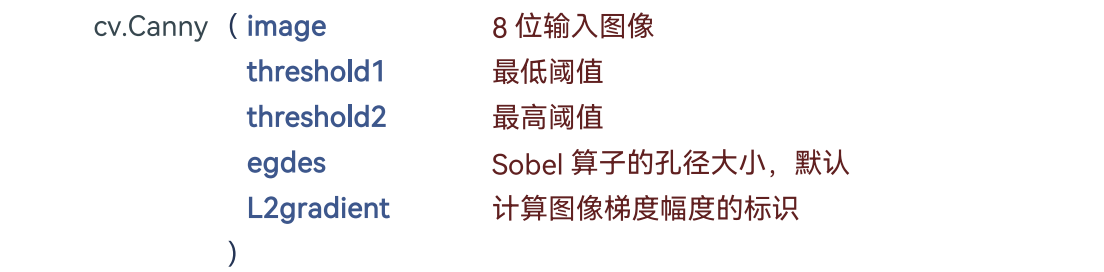 cv.Canny ( image 8 位输入图像
threshold1 最低阈值
threshold2 最高阈值
egdes Sobel 算子的孔径大小，默认
L2gradient 计算图像梯度幅度的标识
)